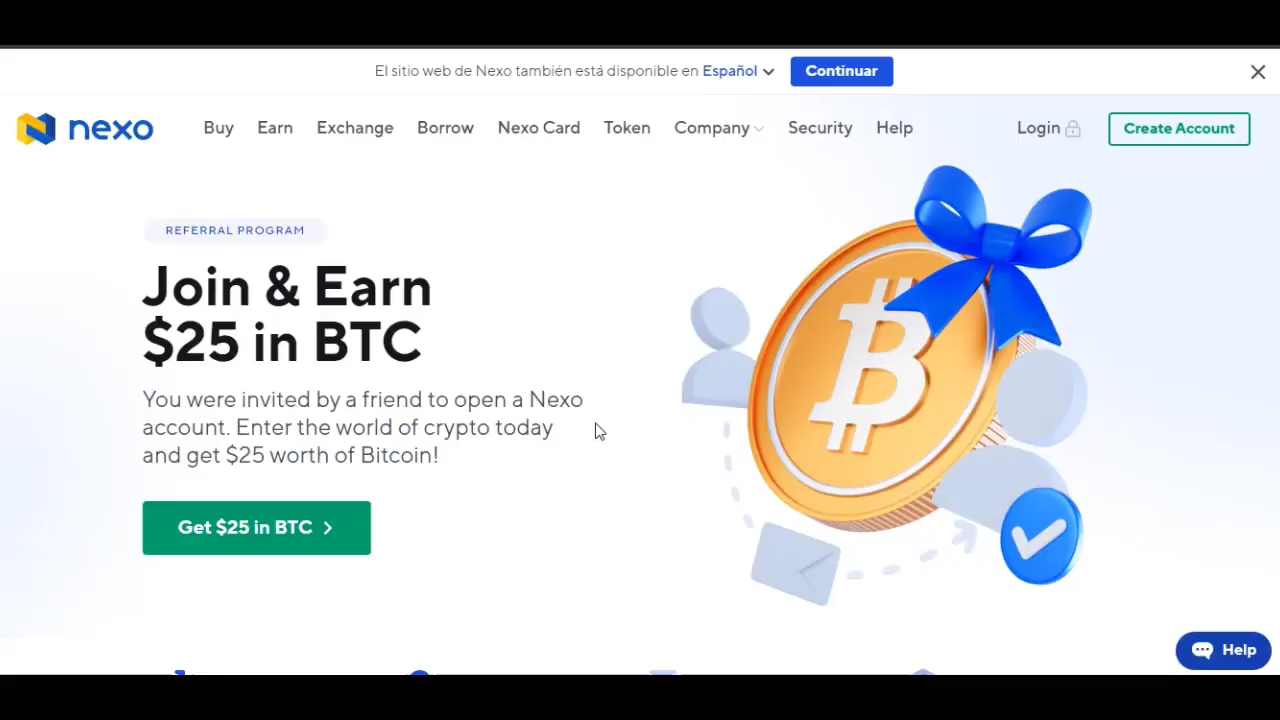 El sitio web de Nexo también está disponible en Español
Continuar
nexo
Buy Earn Exchange Borrow Nexo Card Token Company Security Help
Login
Create Account
REFERRAL PROGRAM
Join & Earn
$25 in BTC
You were invited by a friend to open a Nexo
account. Enter the world of crypto today
and get $25 worth of Bitcoin!
Get $25 in BTC
Help